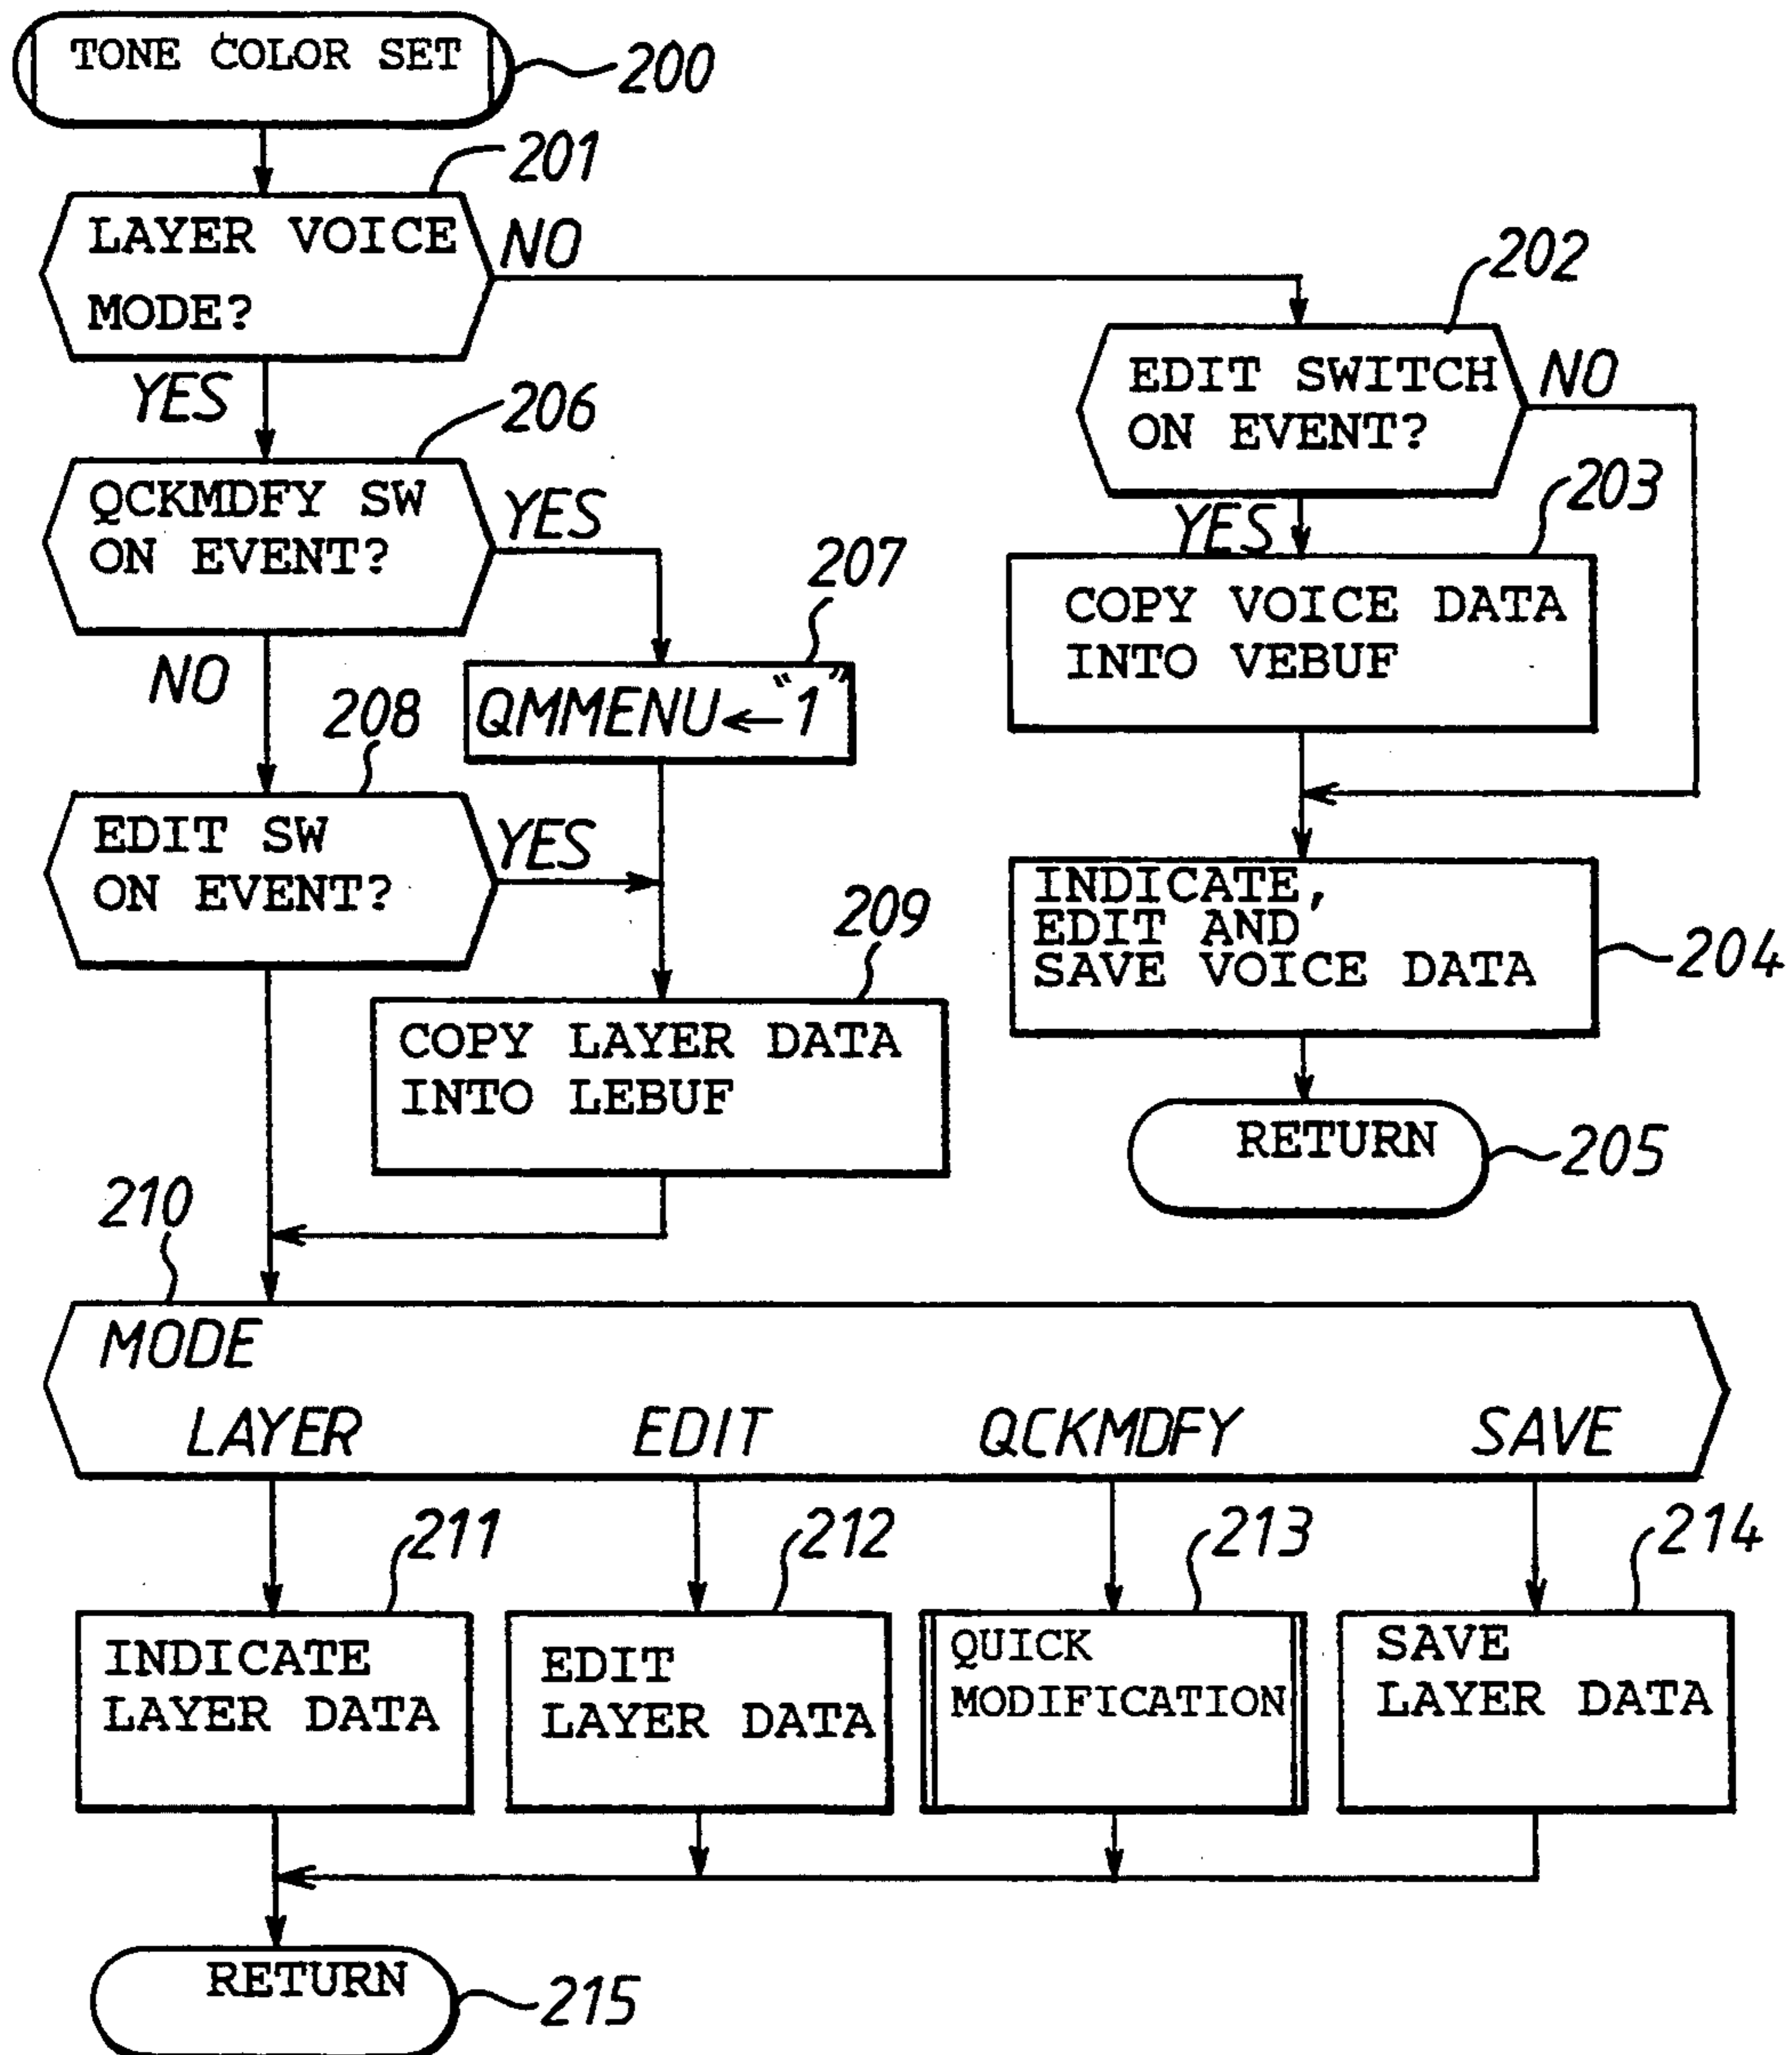 TONE COLOR SET
200
201
LAYER VOICE
MODE?
NO
YES
202
EDIT SWITCH
ON EVENT?
NO
YES
203
COPY VOICE DATA
INTO VEBUF
INDICATE,
EDIT AND
SAVE VOICE DATA
204
RETURN
205
206
QCKMDFY SW
ON EVENT?
YES
NO
207
QMMENU←"1"
208
EDIT SW
ON EVENT?
YES
209
COPY LAYER DATA
INTO LEBUF
210
MODE
LAYER EDIT QCKMDFY SAVE
211
INDICATE
LAYER DATA
212
EDIT
LAYER DATA
213
QUICK
MODIFICATION
214
SAVE
LAYER DATA
RETURN
215